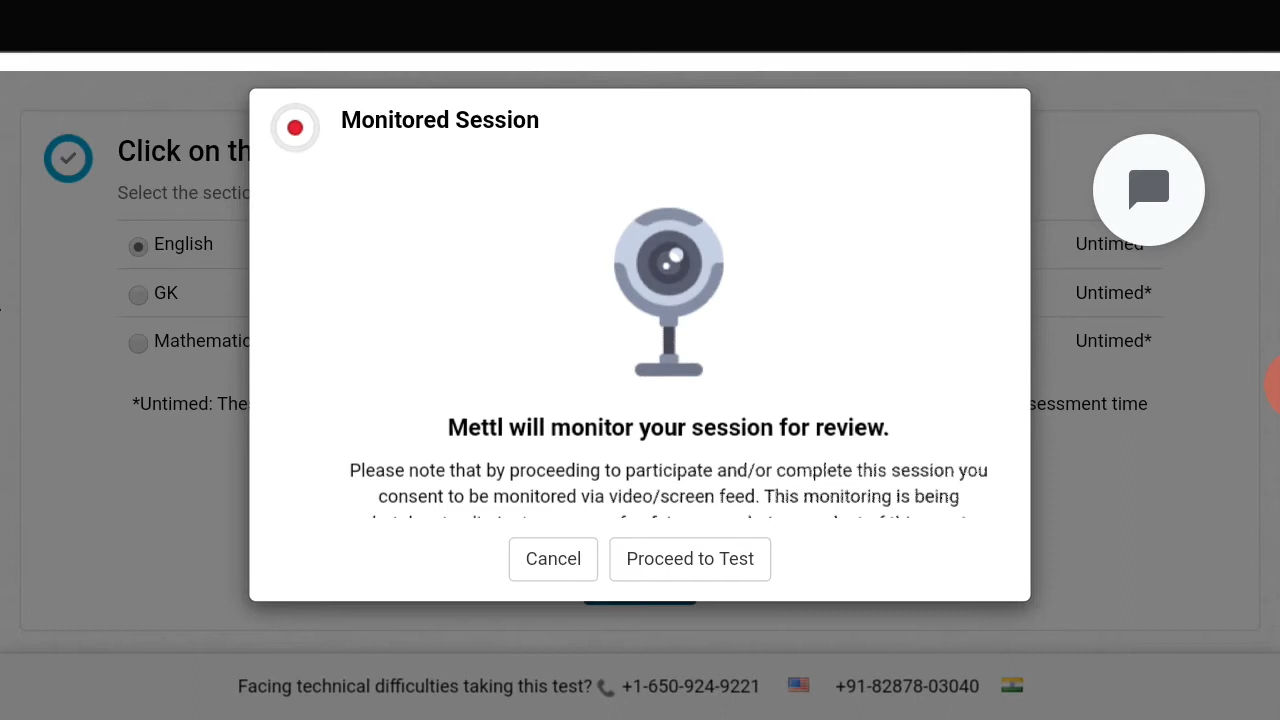 Monitored Session
Click on th
Select the sectio
English
Untimed
GK
Untimed*
Mathematic
Untimed*
*Untimed: The
sessment time
Mettl will monitor your session for review.
Please note that by proceeding to participate and/or complete this session you
consent to be monitored via video/screen feed. This monitoring is being
Cancel
Proceed to Test
Facing technical difficulties taking this test? +1-650-924-9221 +91-82878-03040